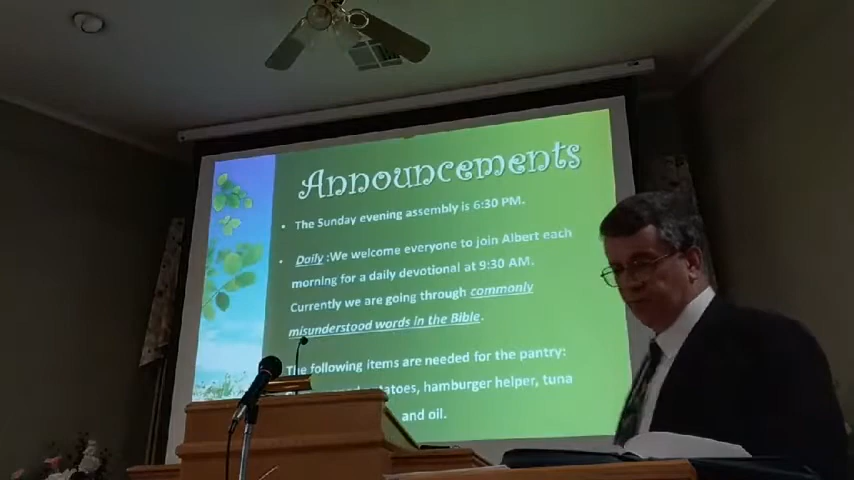 Announcements
• The Sunday evening assembly is 6:30 PM.
• Daily :We welcome everyone to join Albert each
morning for a daily devotional at 9:30 AM.
Currently we are going through commonly
misunderstood words in the Bible.
The following items are needed for the pantry:
hamburger helper, tuna
and oil.